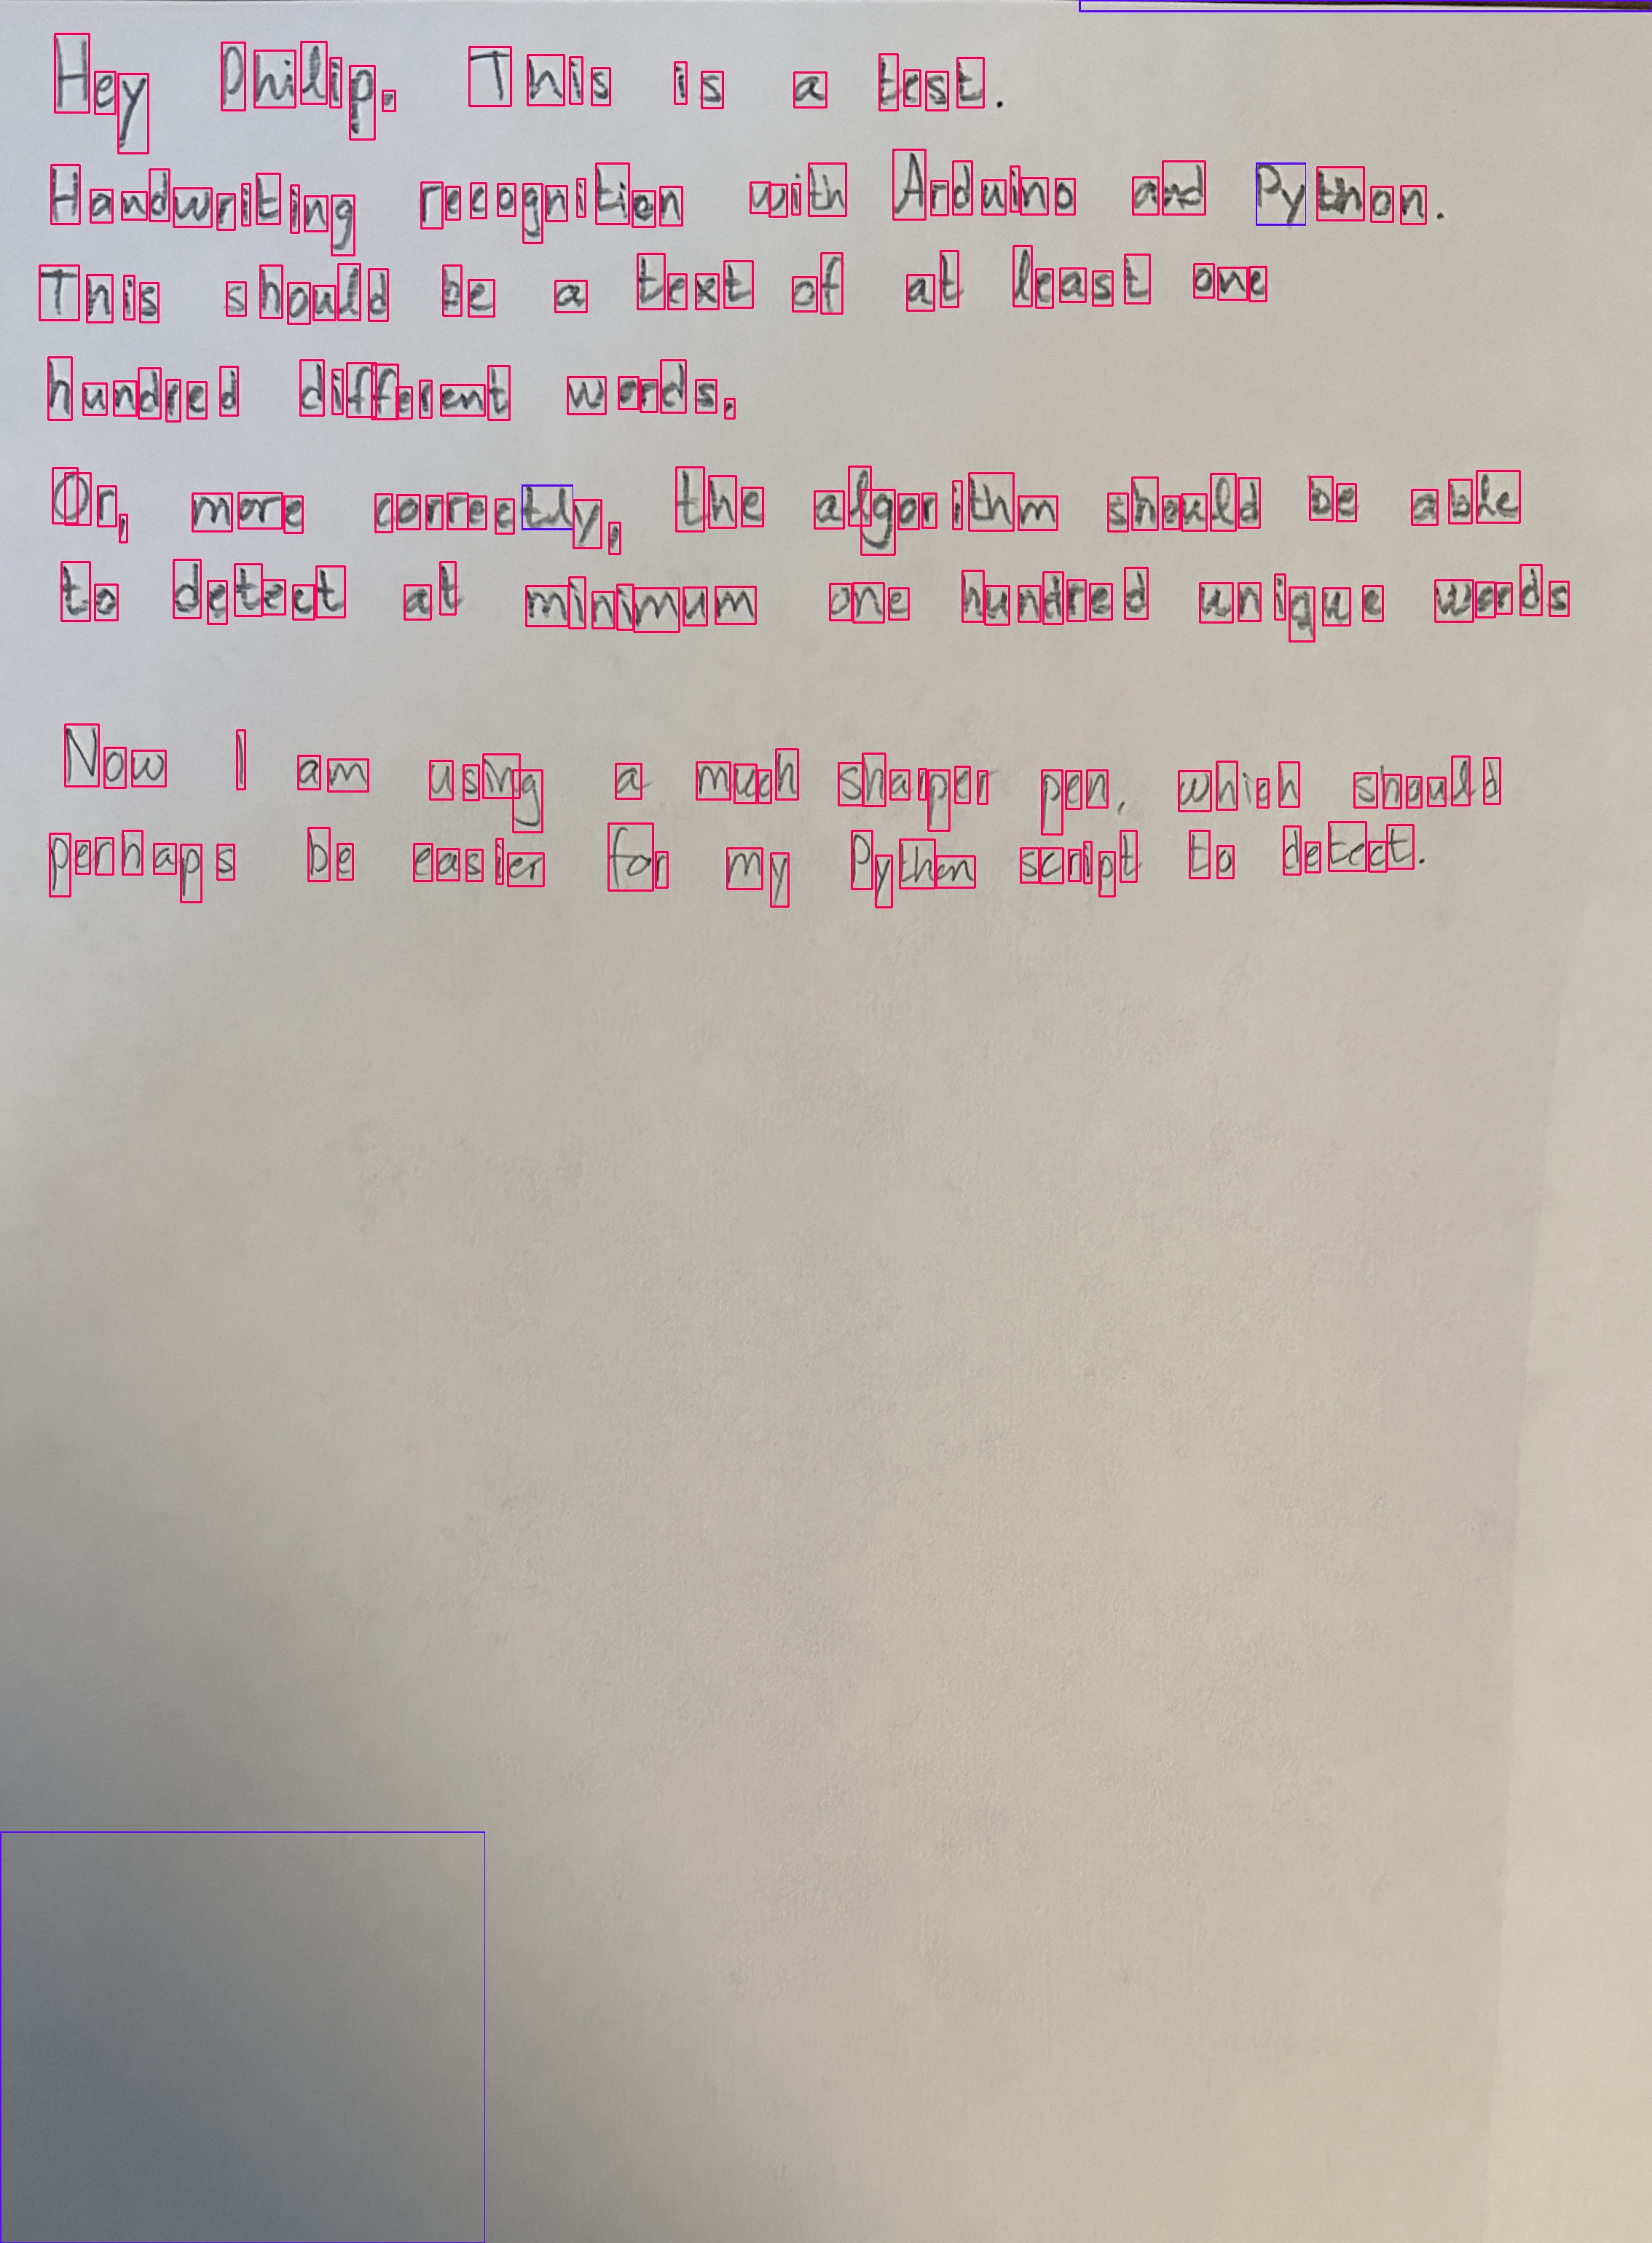 Hey Philip. This is a test.
Handwriting recognition with Arduino and Python.
This should be a text of at least one
hundred different words.
Or, more correctly, the algorithm should be able
to detect at minimum one hundred unique words
Now I am using a much sharper pen, which should
perhaps be easier for my Python script to detect.